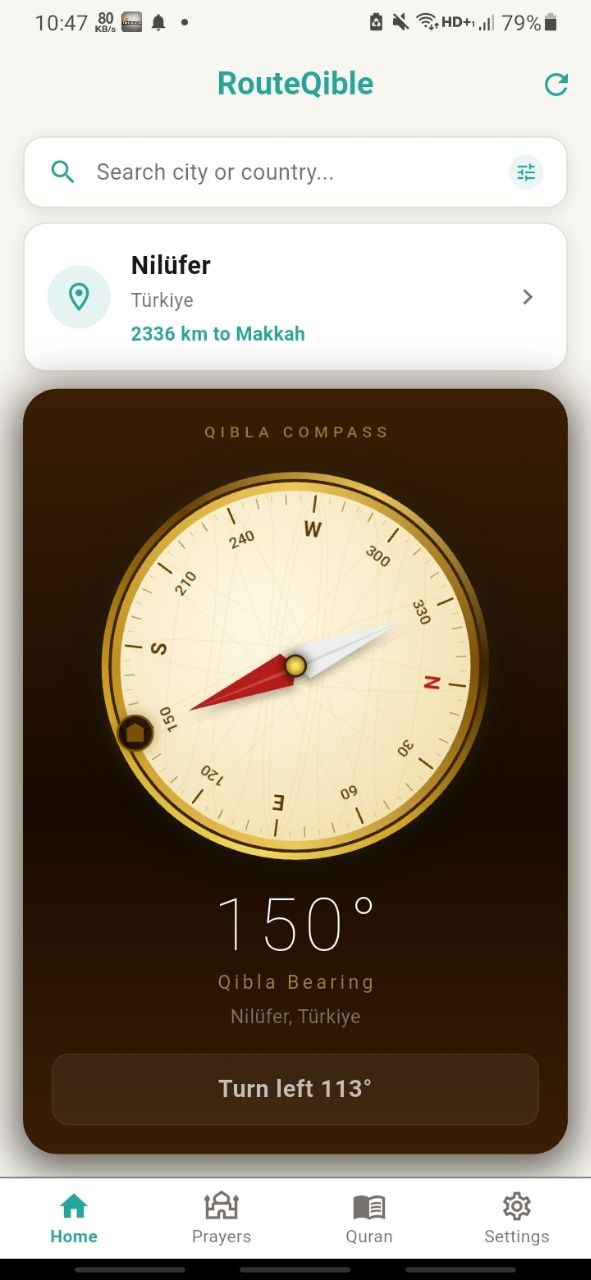 10:47 80 KB/s HD+ 79%
RouteQible
Search city or country...
Nilüfer
Türkiye
2336 km to Makkah
QIBLA COMPASS
W
240
300
210
330
S
N
150
30
120
60
E
150°
Qibla Bearing
Nilüfer, Türkiye
Turn left 113°
Home Prayers Quran Settings